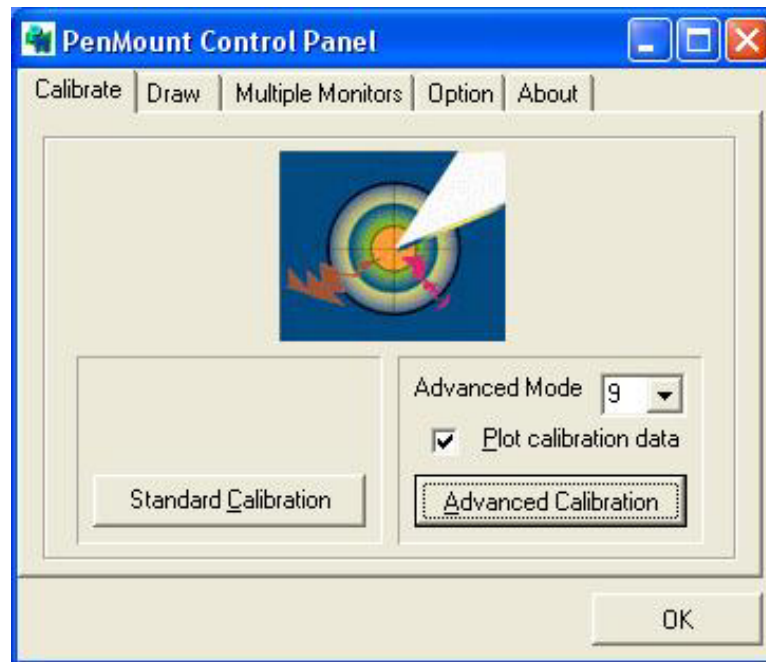 PenMount Control Panel
Calibrate Draw Multiple Monitors Option About
Advanced Mode 9
Plot calibration data
Standard Calibration Advanced Calibration
OK